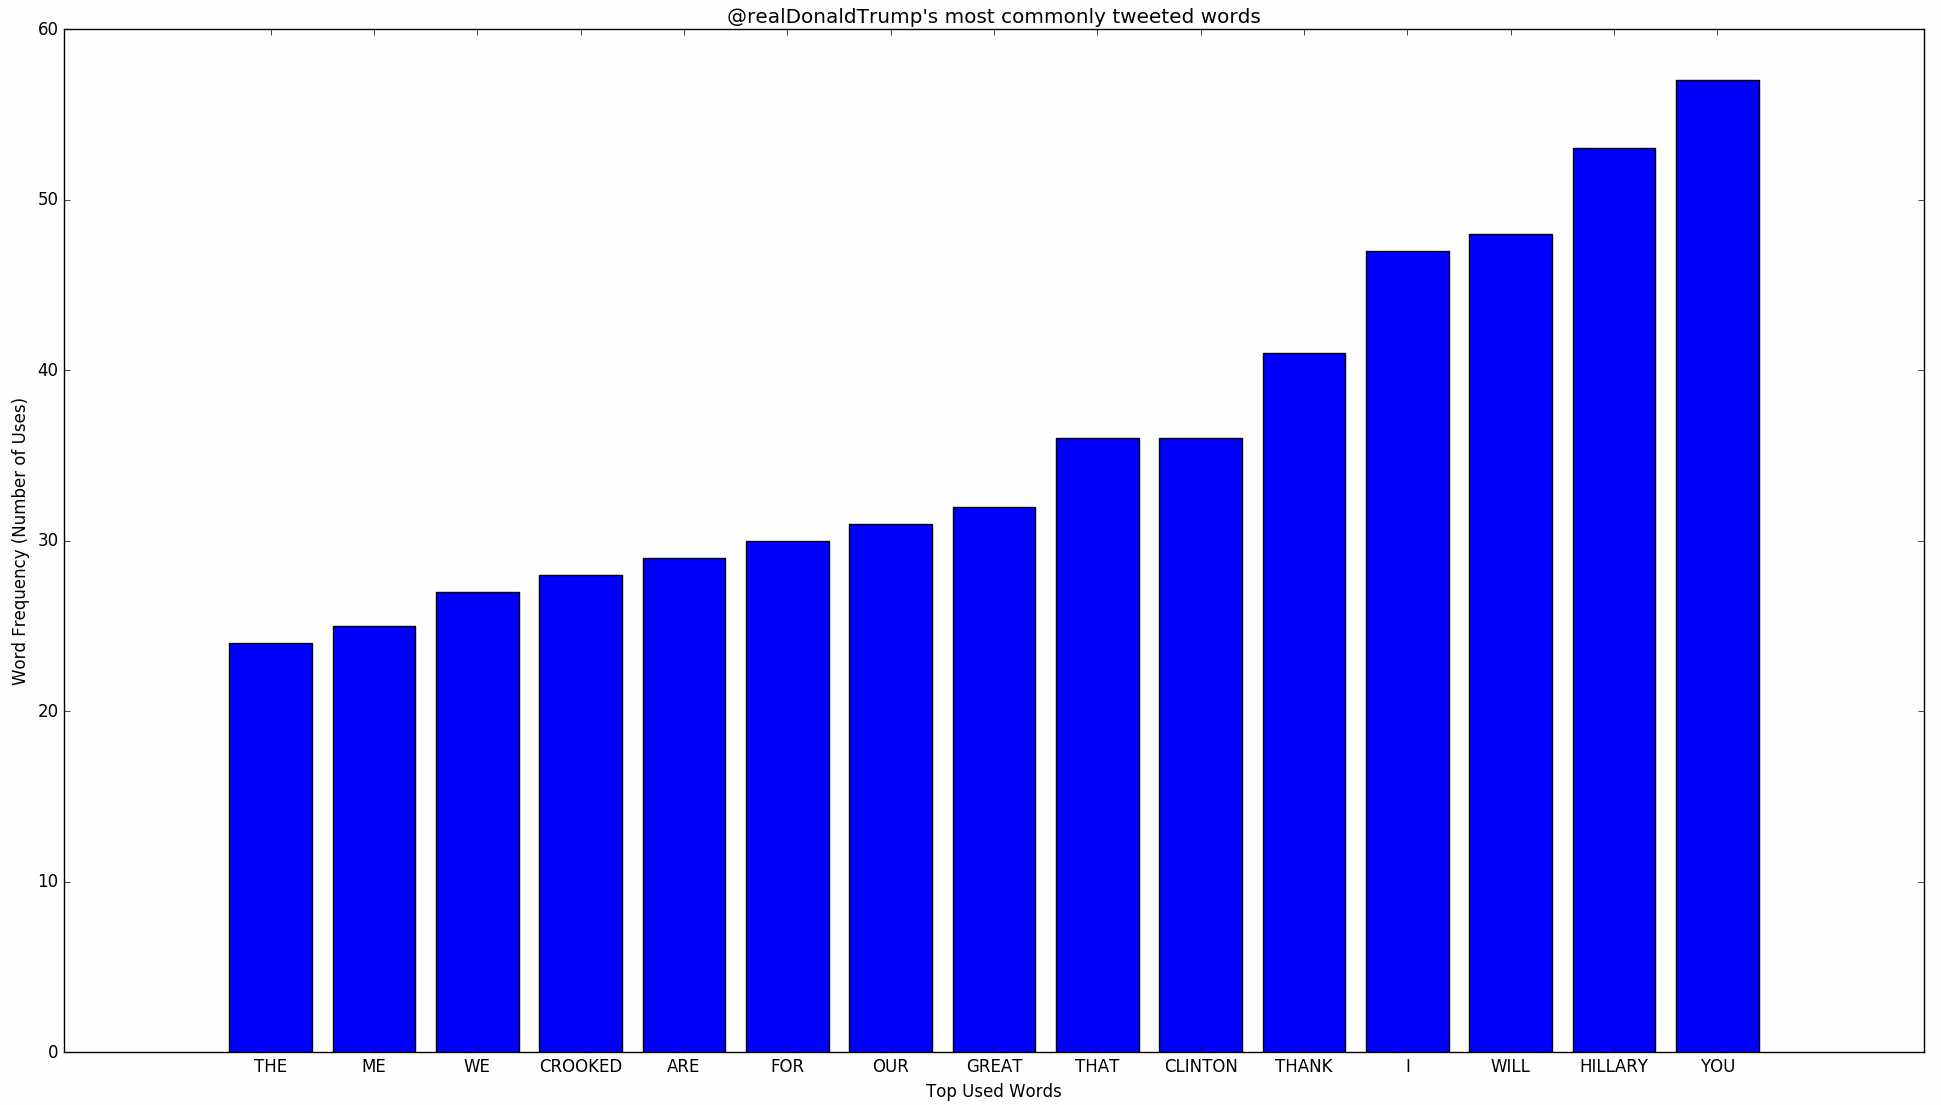 @realDonaldTrump's most commonly tweeted words
60
50
40
30
20
10
0
Word Frequency (Number of Uses)
THE ME WE CROOKED ARE FOR OUR GREAT THAT CLINTON THANK I WILL HILLARY YOU
Top Used Words